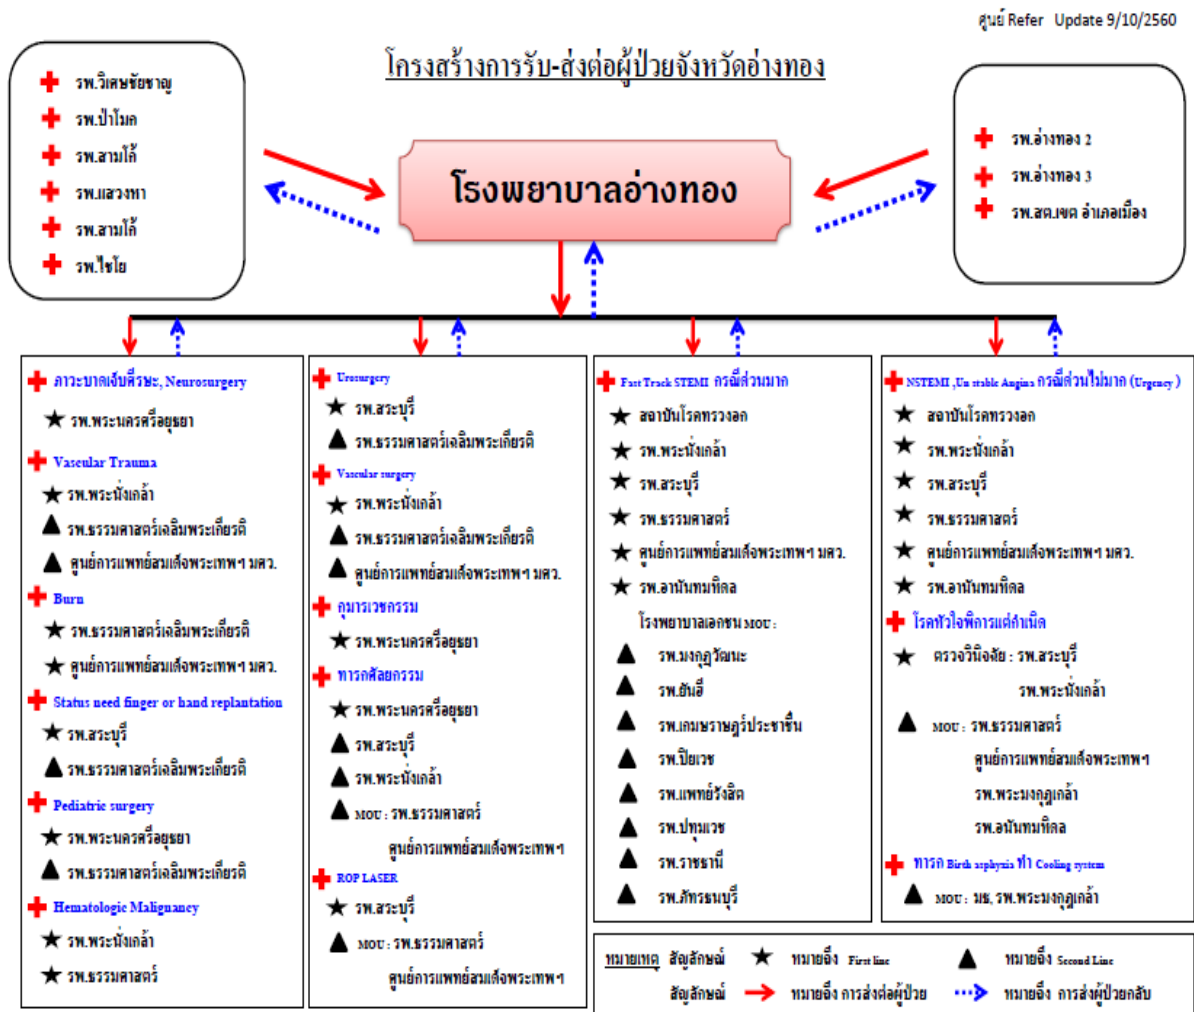 ศูนย์ Refer Update 9/10/2560
โครงสร้างการรับ-ส่งต่อผู้ป่วยจังหวัดอ่างทอง
รพ.วิเศษชัยชาญ
รพ.ป่าโมก
รพ.สามโก้
รพ.แสวงหา
รพ.สามโก้
รพ.ไชโย
โรงพยาบาลอ่างทอง
รพ.อ่างทอง 2
รพ.อ่างทอง 3
รพ.สต.เขต อำเภอเมือง
ภาวะบาดเจ็บศีรษะ, Neurosurgery
รพ.พระนครศรีอยุธยา
Vascular Trauma
รพ.พระนั่งเกล้า
รพ.ธรรมศาสตร์เฉลิมพระเกียรติ
ศูนย์การแพทย์สมเด็จพระเทพฯ มศว.
Burn
รพ.ธรรมศาสตร์เฉลิมพระเกียรติ
ศูนย์การแพทย์สมเด็จพระเทพฯ มศว.
Status need finger or hand replantation
รพ.สระบุรี
รพ.ธรรมศาสตร์เฉลิมพระเกียรติ
Pediatric surgery
รพ.พระนครศรีอยุธยา
รพ.ธรรมศาสตร์เฉลิมพระเกียรติ
Hematologic Malignancy
รพ.พระนั่งเกล้า
รพ.ธรรมศาสตร์
Urosurgery
รพ.สระบุรี
รพ.ธรรมศาสตร์เฉลิมพระเกียรติ
Vascular surgery
รพ.พระนั่งเกล้า
รพ.ธรรมศาสตร์เฉลิมพระเกียรติ
ศูนย์การแพทย์สมเด็จพระเทพฯ มศว.
กุมารเวชกรรม
รพ.พระนครศรีอยุธยา
ทารกศัลยกรรม
รพ.พระนครศรีอยุธยา
รพ.สระบุรี
รพ.พระนั่งเกล้า
MOU : รพ.ธรรมศาสตร์
ศูนย์การแพทย์สมเด็จพระเทพฯ
ROP LASER
รพ.สระบุรี
MOU : รพ.ธรรมศาสตร์
ศูนย์การแพทย์สมเด็จพระเทพฯ
Fast Track STEMI กรณีด่วนมาก
สถาบันโรคทรวงอก
รพ.พระนั่งเกล้า
รพ.สระบุรี
รพ.ธรรมศาสตร์
ศูนย์การแพทย์สมเด็จพระเทพฯ มศว.
รพ.อานันทมหิดล
โรงพยาบาลเอกชน MOU :
รพ.มงกุฎวัฒนะ
รพ.ยันฮี
รพ.เกษมราษฎร์ประชาชื่น
รพ.ปิยเวช
รพ.แพทย์รังสิต
รพ.ปทุมเวช
รพ.ราชธานี
รพ.ภัทรธนบุรี
NSTEMI ,Un stable Angina กรณีด่วนไม่มาก (Urgency )
สถาบันโรคทรวงอก
รพ.พระนั่งเกล้า
รพ.สระบุรี
รพ.ธรรมศาสตร์
ศูนย์การแพทย์สมเด็จพระเทพฯ มศว.
รพ.อานันทมหิดล
โรคหัวใจพิการแต่กำเนิด
ตรวจวินิจฉัย : รพ.สระบุรี
รพ.พระนั่งเกล้า
MOU : รพ.ธรรมศาสตร์
ศูนย์การแพทย์สมเด็จพระเทพฯ
รพ.พระมงกุฎเกล้า
รพ.อนันทมหิดล
ทารก Birth asphyxia ทำ Cooling system
MOU : มธ, รพ.พระมงกุฎเกล้า
หมายเหตุ สัญลักษณ์ ★ หมายถึง First line ▲ หมายถึง Second Line
สัญลักษณ์ หมายถึง การส่งต่อผู้ป่วย หมายถึง การส่งผู้ป่วยกลับ